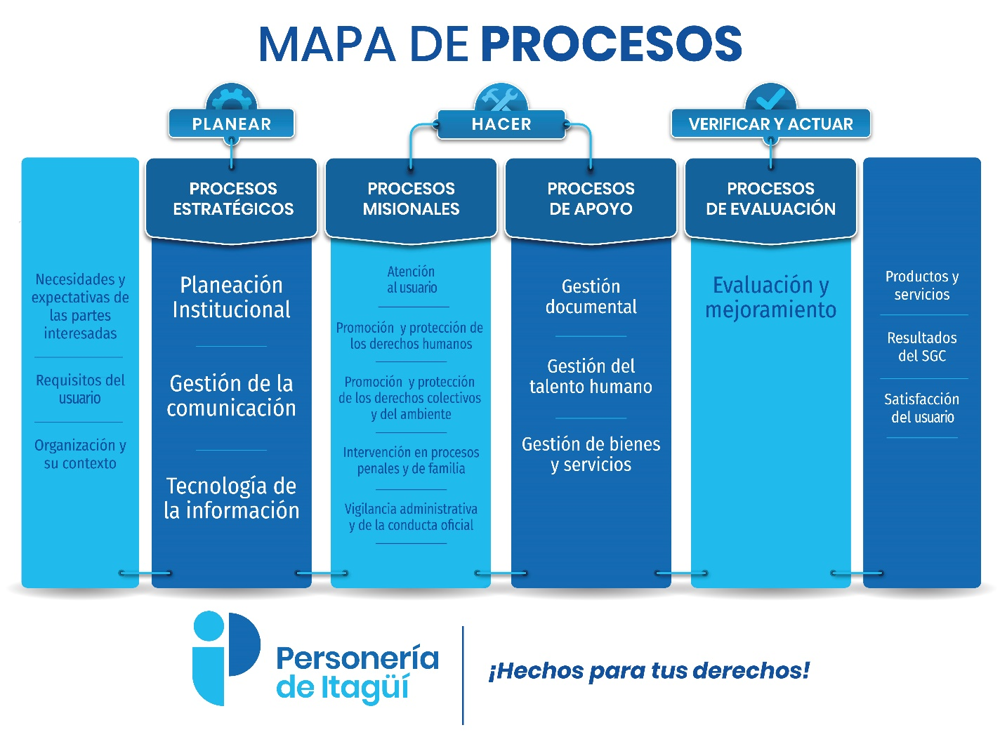 MAPA DE PROCESOS
PLANEAR
HACER
VERIFICAR Y ACTUAR
Necesidades y
expectativas de
las partes
interesadas
Requisitos del
usuario
Organización y
su contexto
PROCESOS
ESTRATÉGICOS
Planeación
Institucional
Gestión de la
comunicación
Tecnología de
la información
PROCESOS
MISIONALES
Atención
al usuario
Promoción y protección de
los derechos humanos
Promoción y protección
de los derechos colectivos
y del ambiente
Intervención en procesos
penales y de familia
Vigilancia administrativa
y de la conducta oficial
PROCESOS
DE APOYO
Gestión
documental
Gestión del
talento humano
Gestión de bienes
y servicios
PROCESOS
DE EVALUACIÓN
Evaluación y
mejoramiento
Productos y
servicios
Resultados
del SGC
Satisfacción
del usuario
Personería
de Itagüí
¡Hechos para tus derechos!